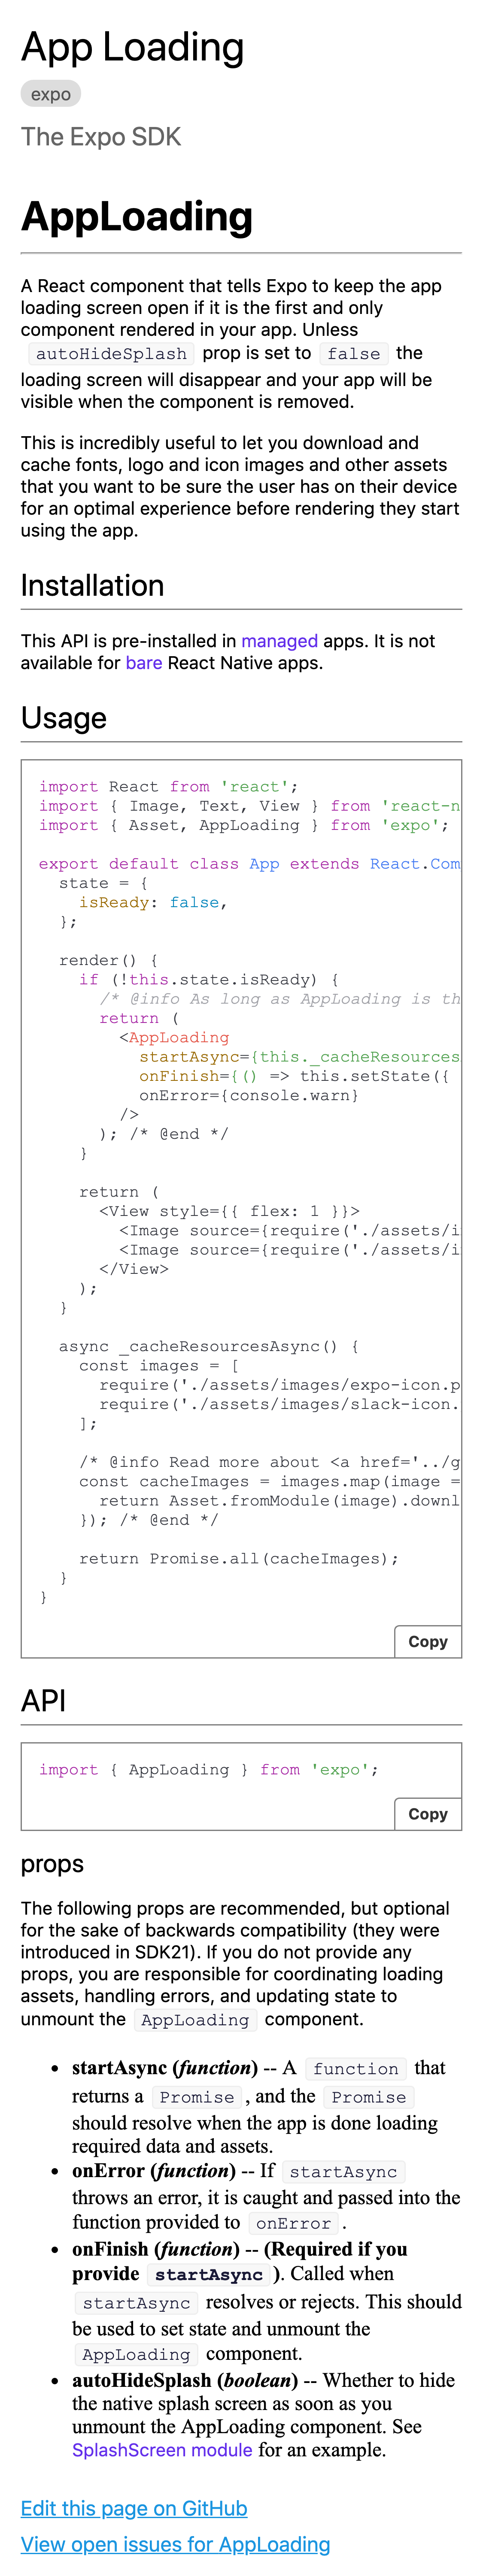 App Loading
expo
The Expo SDK
AppLoading
A React component that tells Expo to keep the app
loading screen open if it is the first and only
component rendered in your app. Unless
autoHideSplash prop is set to false the
loading screen will disappear and your app will be
visible when the component is removed.
This is incredibly useful to let you download and
cache fonts, logo and icon images and other assets
that you want to be sure the user has on their device
for an optimal experience before rendering they start
using the app.
Installation
This API is pre-installed in managed apps. It is not
available for bare React Native apps.
Usage
import React from 'react';
import { Image, Text, View } from 'react-n
import { Asset, AppLoading } from 'expo';
export default class App extends React.Com
state = {
isReady: false,
};
render() {
if (!this.state.isReady) {
/* @info As long as AppLoading is th
return (
<AppLoading
startAsync={this._cacheResources
onFinish={() => this.setState({
onError={console.warn}
/>
); /* @end */
}
return (
<View style={{ flex: 1 }}>
<Image source={require('./assets/i
<Image source={require('./assets/i
</View>
);
}
async _cacheResourcesAsync() {
const images = [
require('./assets/images/expo-icon.p
require('./assets/images/slack-icon.
];
/* @info Read more about <a href='../g
const cacheImages = images.map(image =
return Asset.fromModule(image).downl
}); /* @end */
return Promise.all(cacheImages);
}
}
Copy
API
import { AppLoading } from 'expo';
Copy
props
The following props are recommended, but optional
for the sake of backwards compatibility (they were
introduced in SDK21). If you do not provide any
props, you are responsible for coordinating loading
assets, handling errors, and updating state to
unmount the AppLoading component.
• startAsync (function) -- A function that
returns a Promise, and the Promise
should resolve when the app is done loading
required data and assets.
• onError (function) -- If startAsync
throws an error, it is caught and passed into the
function provided to onError.
• onFinish (function) -- (Required if you
provide startAsync). Called when
startAsync resolves or rejects. This should
be used to set state and unmount the
AppLoading component.
• autoHideSplash (boolean) -- Whether to hide
the native splash screen as soon as you
unmount the AppLoading component. See
SplashScreen module for an example.
Edit this page on GitHub
View open issues for AppLoading